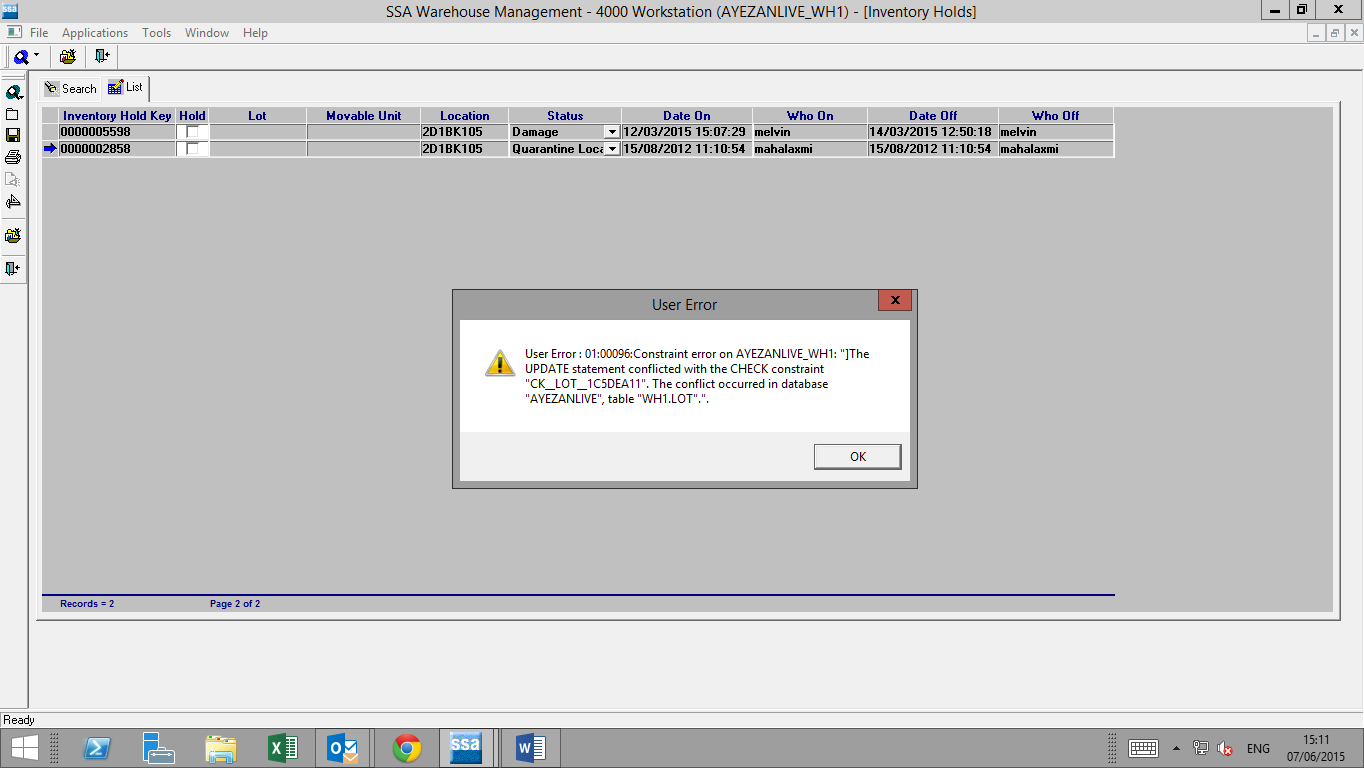 ssa
SSA Warehouse Management - 4000 Workstation (AYEZANLIVE_WH1) - [Inventory Holds]
File Applications Tools Window Help
Search List
Inventory Hold Key Hold Lot Movable Unit Location Status Date On Who On Date Off Who Off
0000005598 2D1BK105 Damage 12/03/2015 15:07:29 melvin 14/03/2015 12:50:18 melvin
0000002858 2D1BK105 Quarantine Loca 15/08/2012 11:10:54 mahalaxmi 15/08/2012 11:10:54 mahalaxmi
User Error
User Error : 01:00096:Constraint error on AYEZANLIVE_WH1: "]The
UPDATE statement conflicted with the CHECK constraint
"CK__LOT__1C5DEA11". The conflict occurred in database
"AYEZANLIVE", table "WH1.LOT".".
OK
Records = 2 Page 2 of 2
Ready
ssa
ENG
15:11
07/06/2015